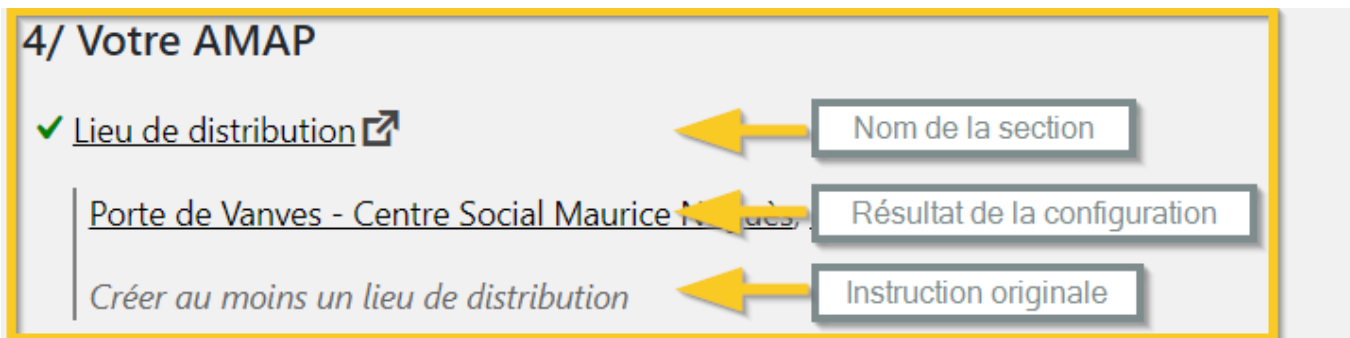 4/ Votre AMAP
Lieu de distribution
Nom de la section
Porte de Vanves - Centre Social Maurice
Résultat de la configuration
Créer au moins un lieu de distribution
Instruction originale